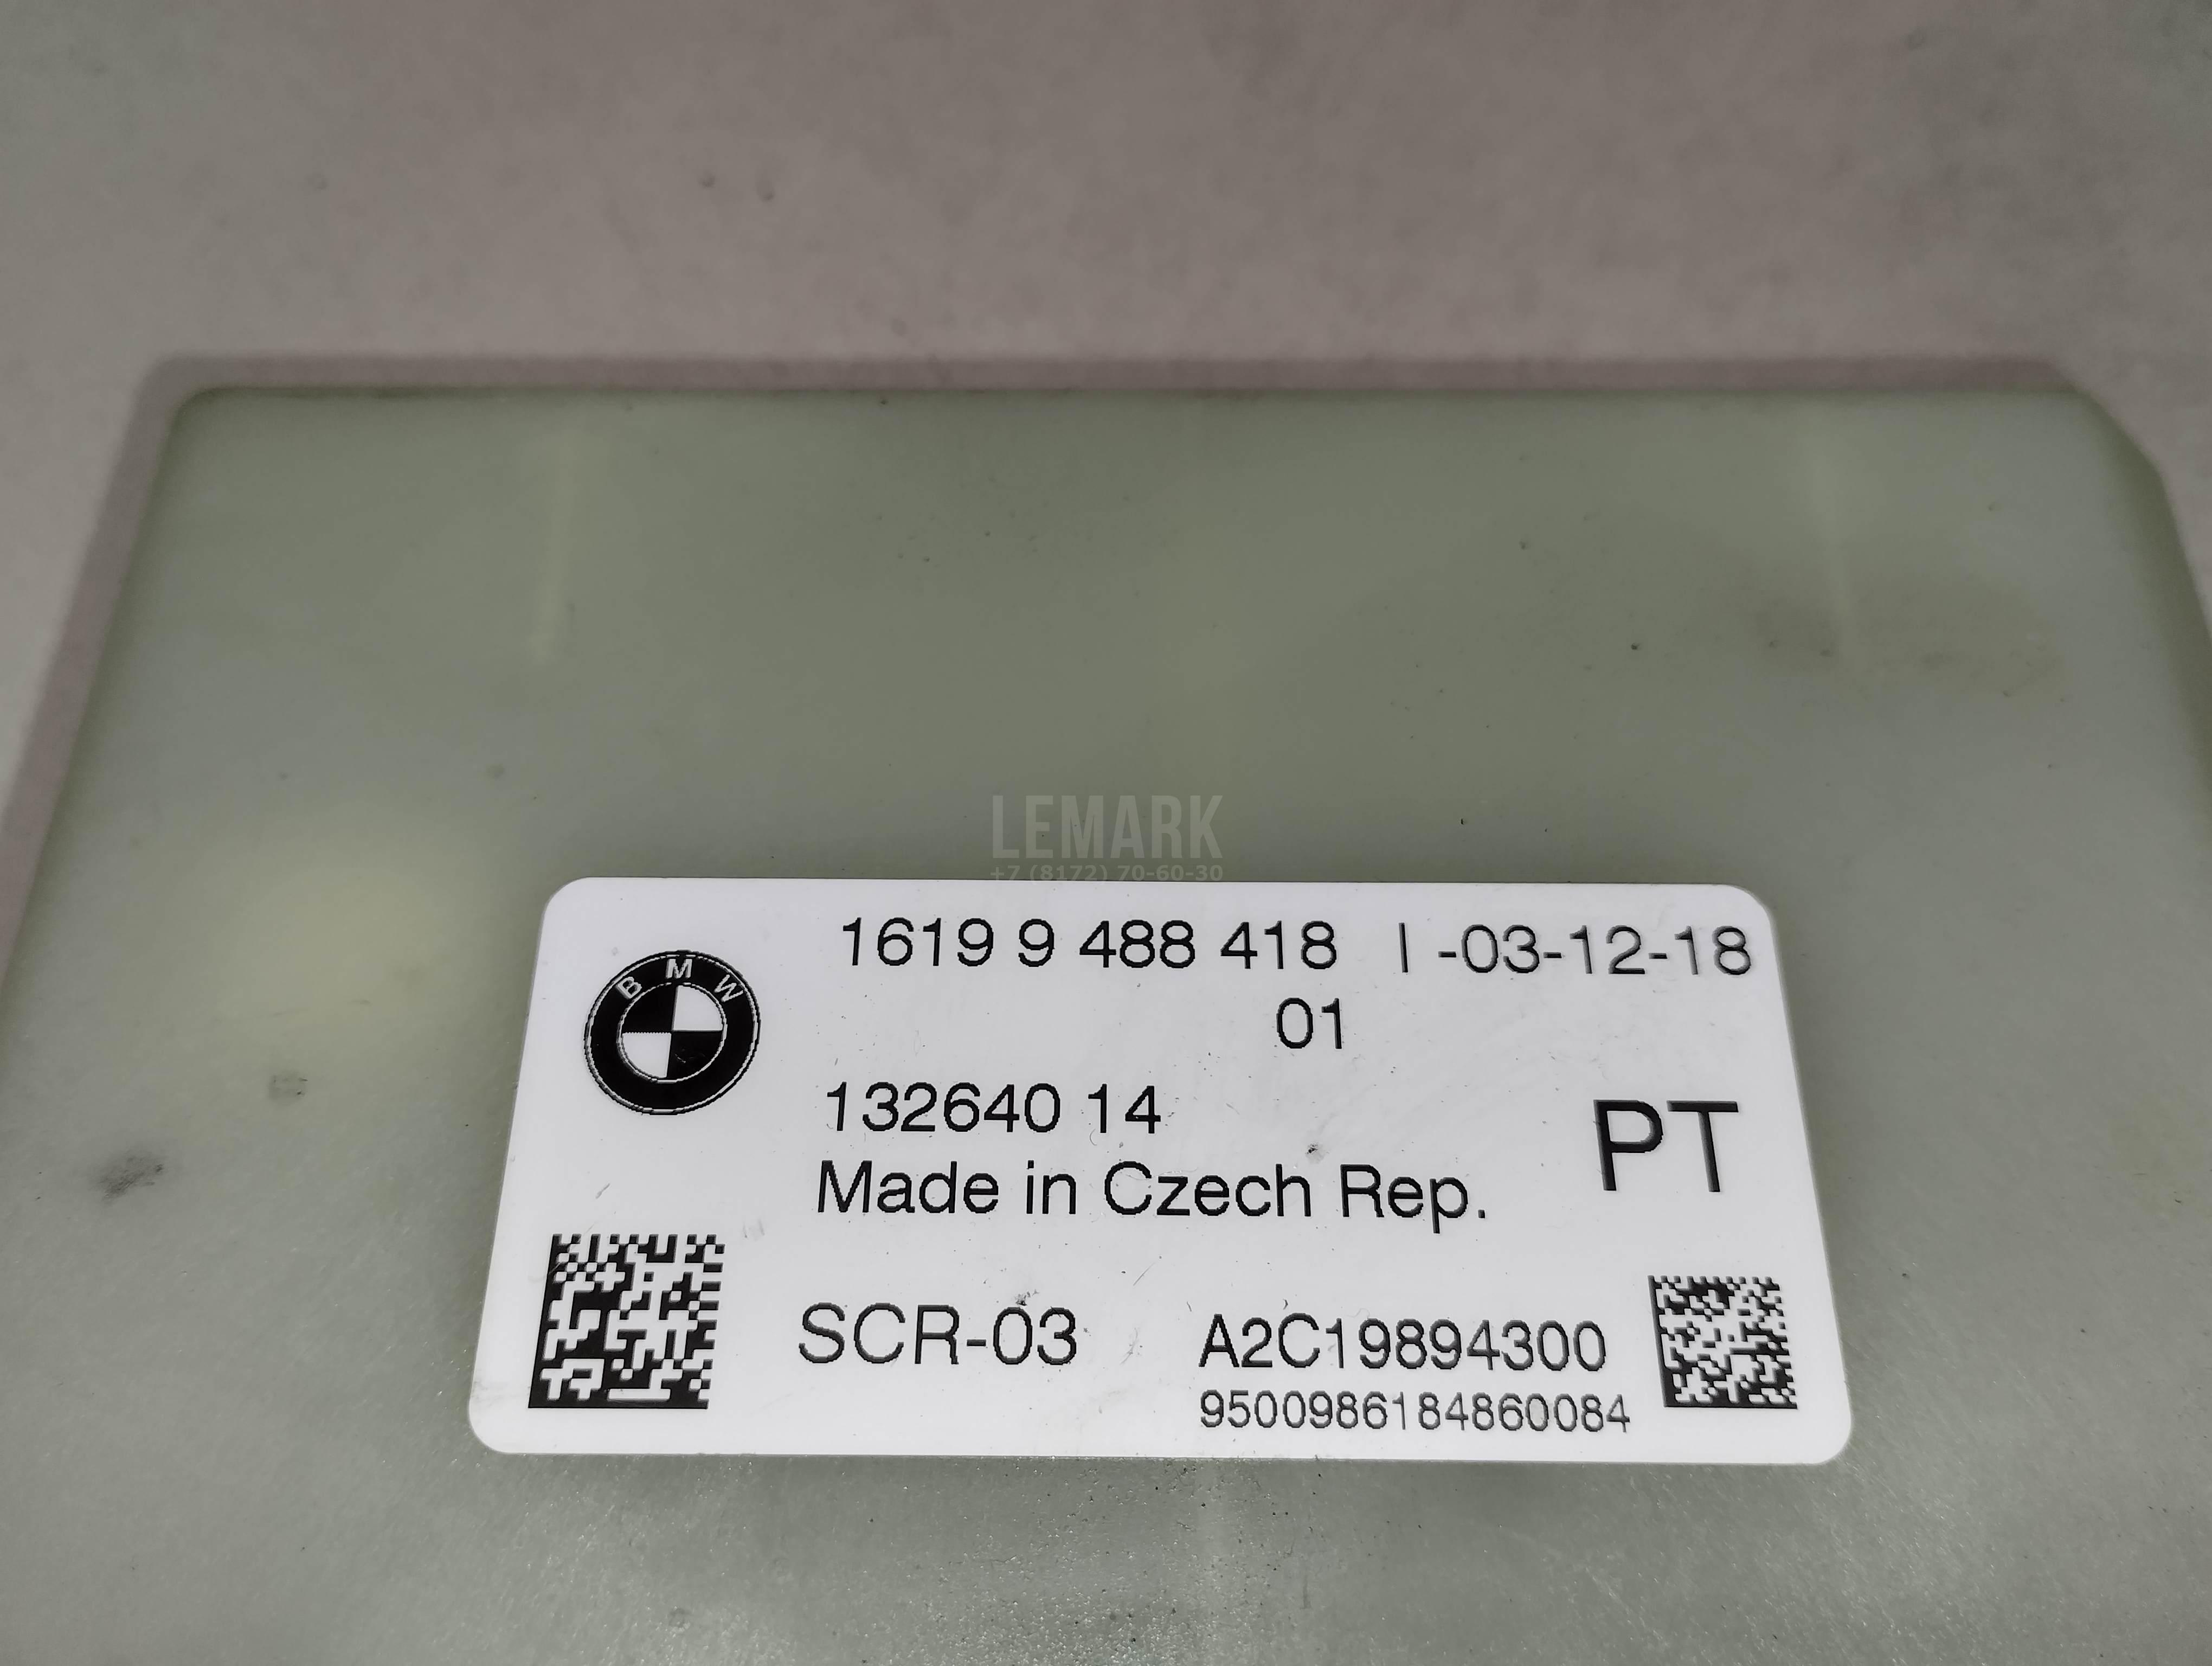 LEMARK
+7 (8172) 70-60-30
1619 9 488 418 I -03-12-18
01
BMW
132640 14
PT
Made in Czech Rep.
SCR-03 A2C19894300
9500986184860084